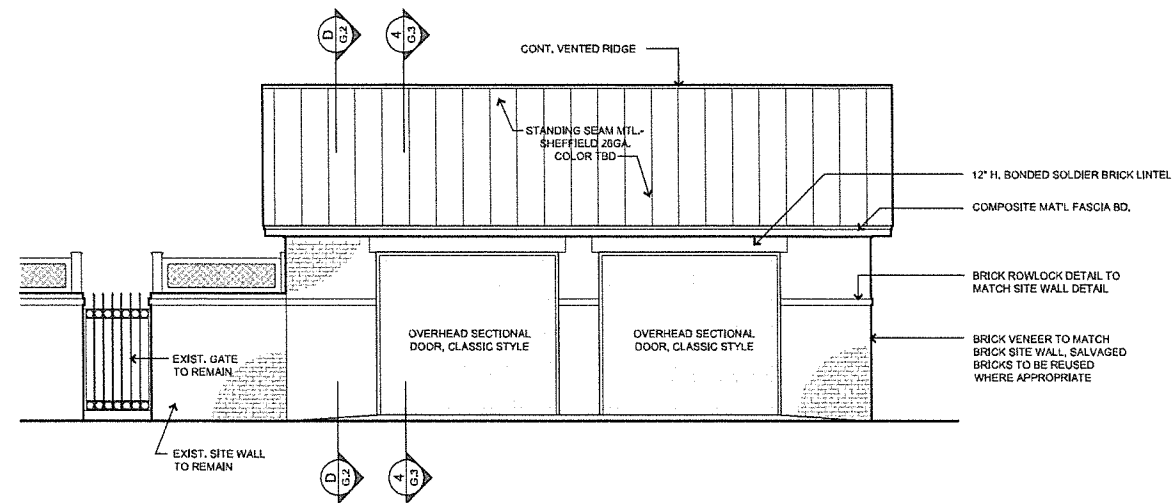 D
G.2
4
G.3
CONT. VENTED RIDGE
STANDING SEAM MTL.-
SHEFFIELD 26GA.
COLOR TBD
12" H. BONDED SOLDIER BRICK LINTEL
COMPOSITE MAT'L FASCIA BD.
BRICK ROWLOCK DETAIL TO
MATCH SITE WALL DETAIL
OVERHEAD SECTIONAL
DOOR, CLASSIC STYLE
OVERHEAD SECTIONAL
DOOR, CLASSIC STYLE
BRICK VENEER TO MATCH
BRICK SITE WALL, SALVAGED
BRICKS TO BE REUSED
WHERE APPROPRIATE
EXIST. GATE
TO REMAIN
EXIST. SITE WALL
TO REMAIN
D
G.2
4
G.3